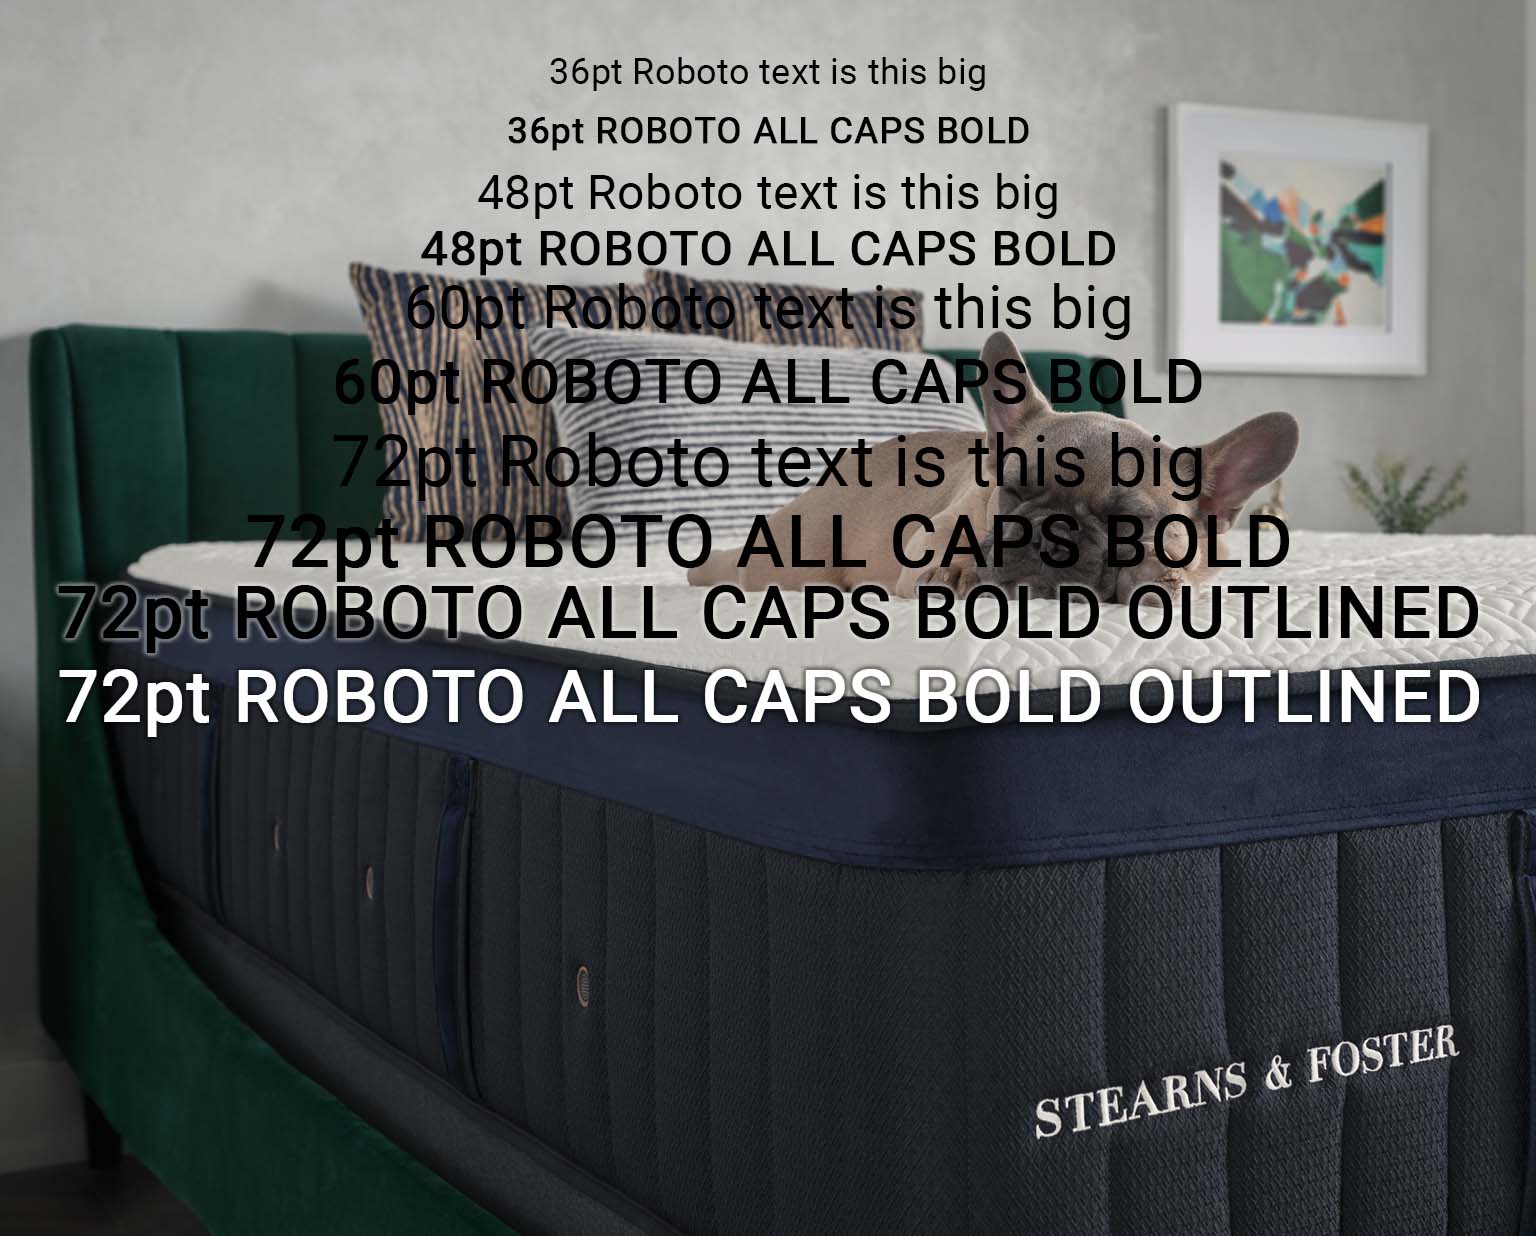 36pt Roboto text is this big
36pt ROBOTO ALL CAPS BOLD
48pt Roboto text is this big
48pt ROBOTO ALL CAPS BOLD
60pt Roboto text is this big
60pt ROBOTO ALL CAPS BOLD
72pt Roboto text is this big
72pt ROBOTO ALL CAPS BOLD
72pt ROBOTO ALL CAPS BOLD OUTLINED
72pt ROBOTO ALL CAPS BOLD OUTLINED
STEARNS & FOSTER